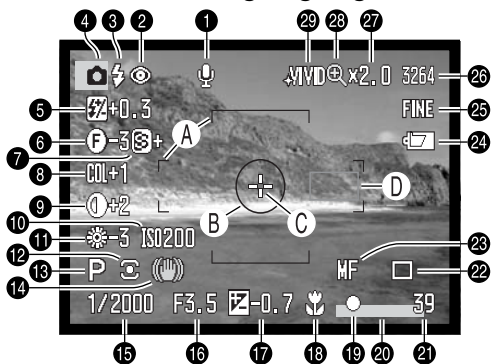 4 3 2 1 29 28 27
VIVID x2.0 3264 26
5 +0.3 FINE 25
6 F -3 S + A 24
7
8 COL+1 D
9 +2 B C
10
11 -3 ISO200 23
12 MF
13 P 22
14
1/2000 F3.5 -0.7 39
15 16 17 18 19 20 21